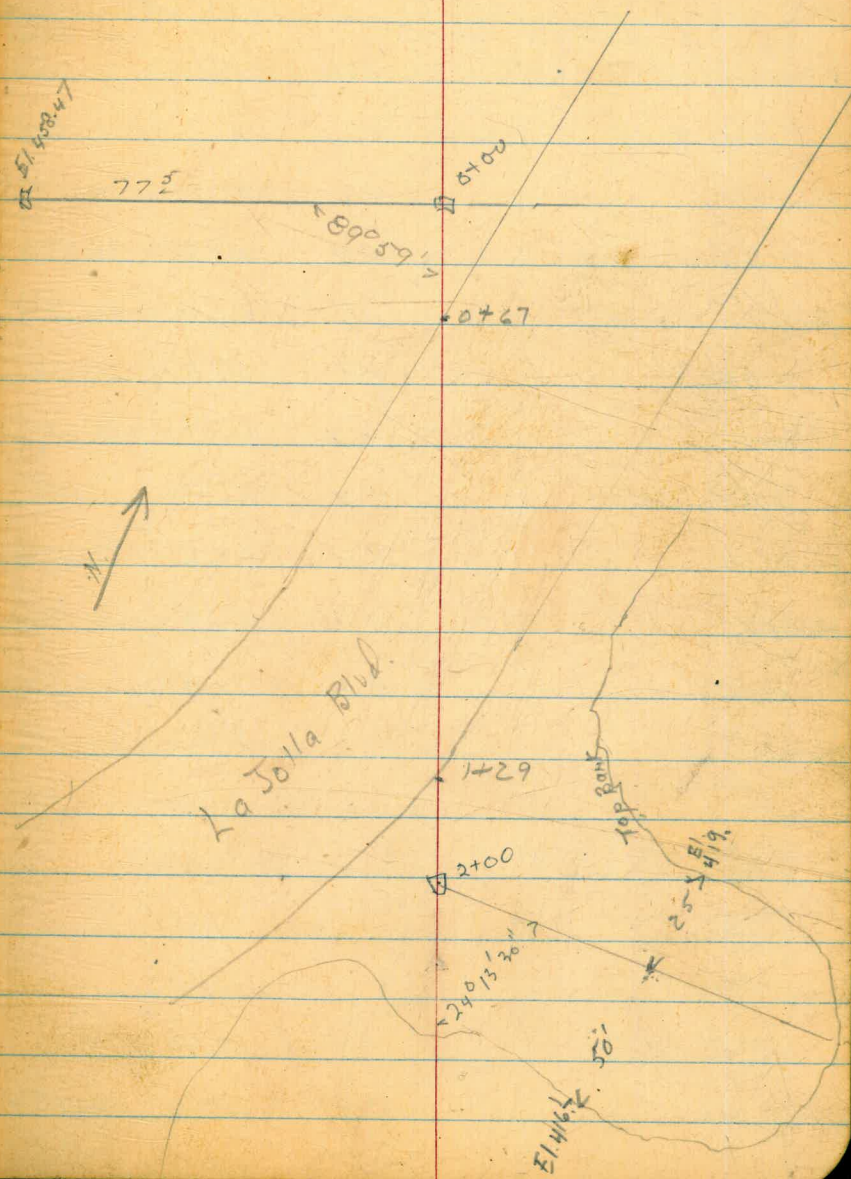 El. 458.47
77 5
0+00
89° 59'
0+67
N.
La Jolla Blvd.
1+29
Top Bank
El. 419.
2+00
25'
24° 13' 30"
50'
El. 416.